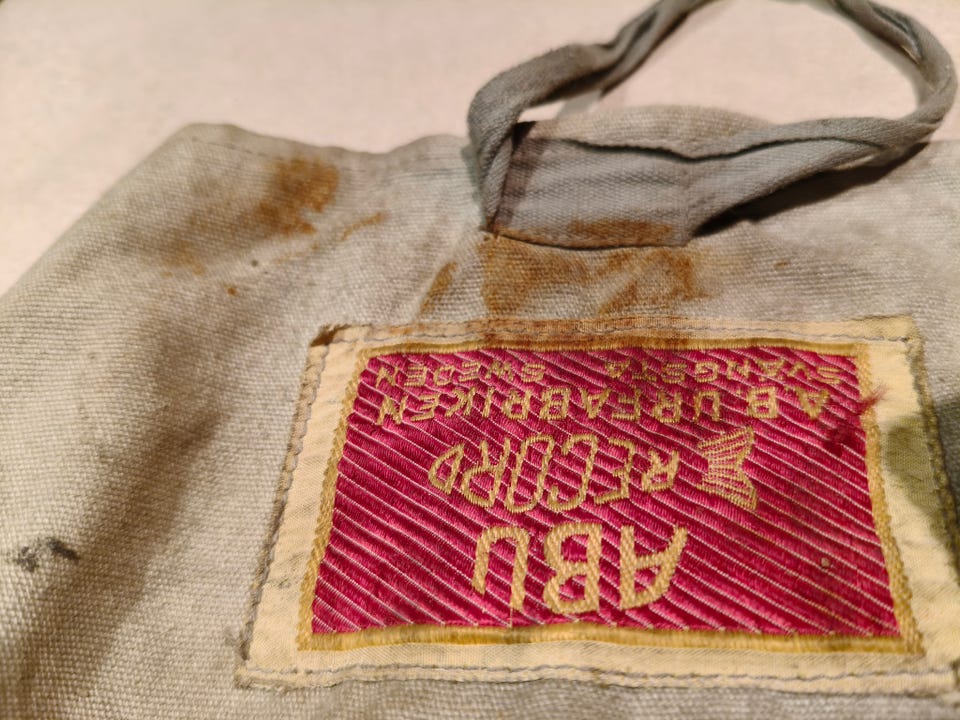 ABU
RECORD
AB URFABRIKEN
SVÄNGSTA SWEDEN